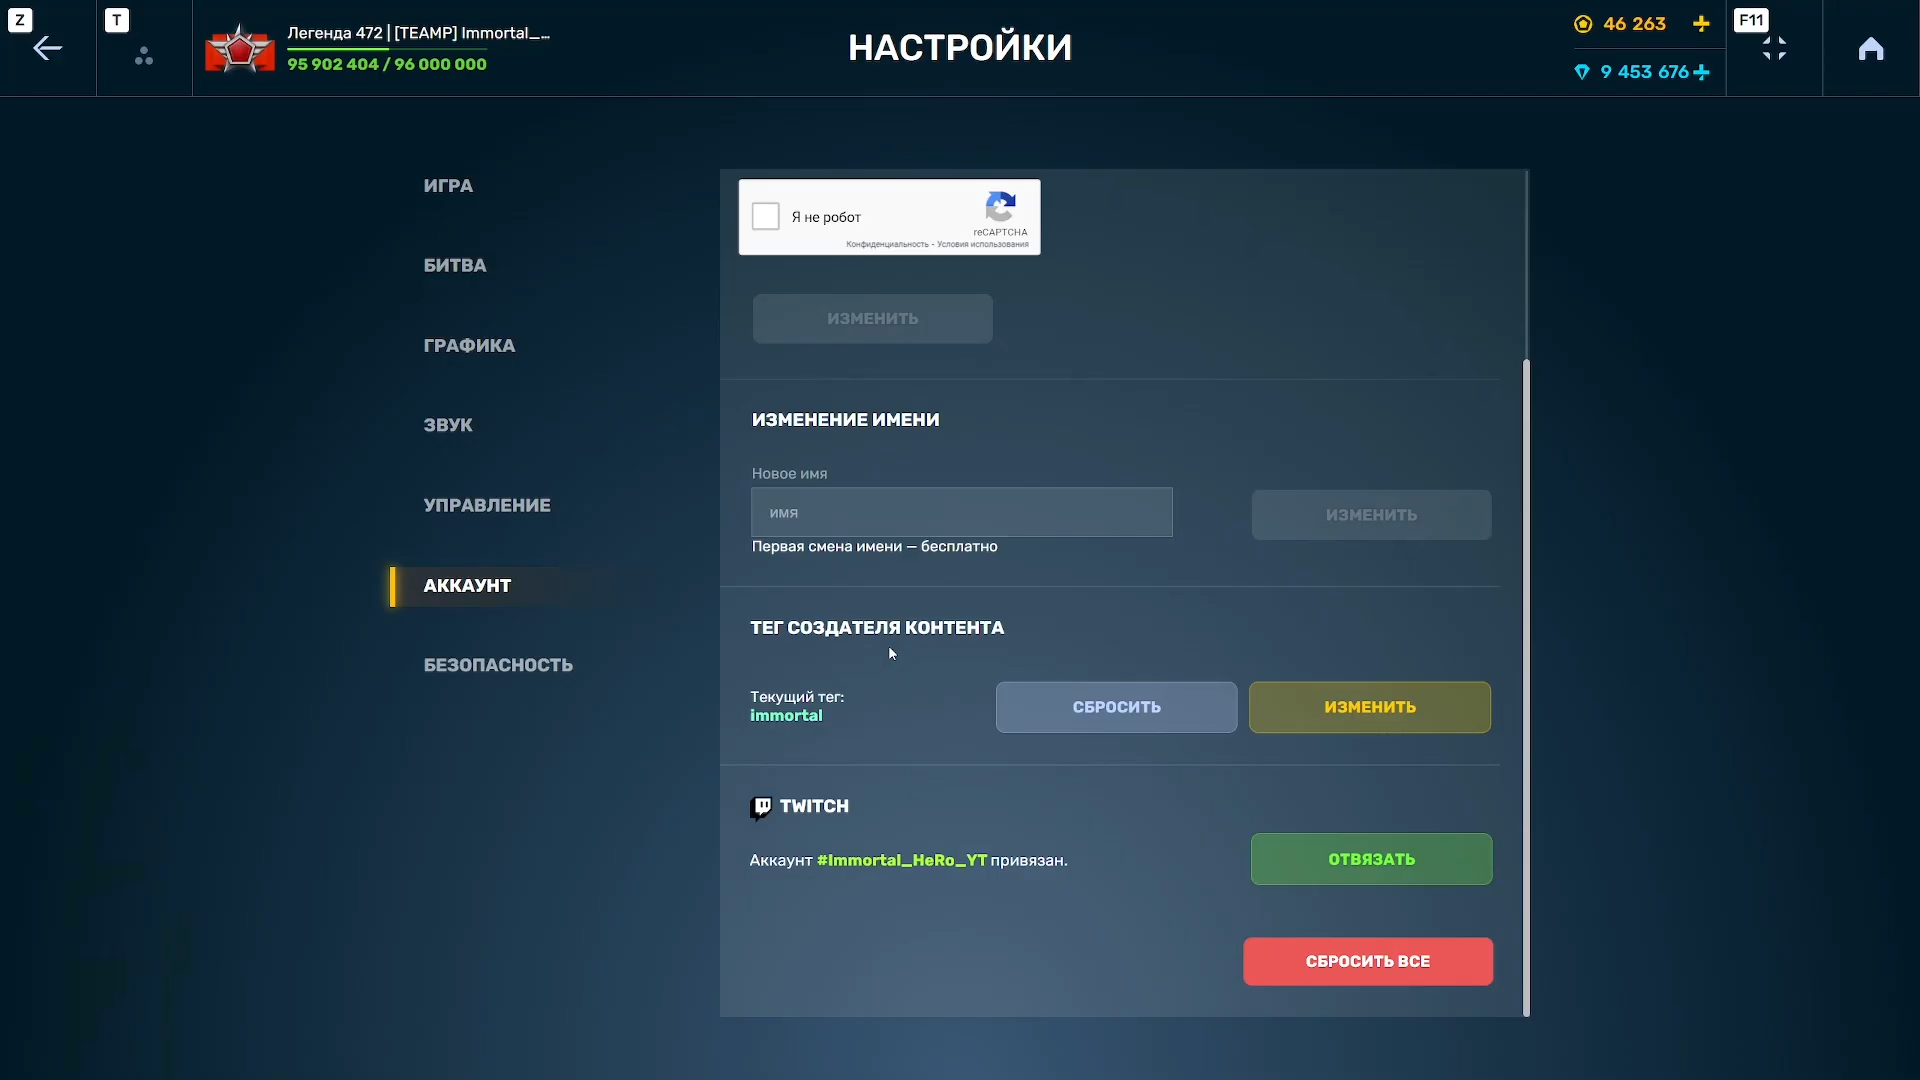 Z
T
Легенда 472 | [TEAMP] Immortal_...
95 902 404 / 96 000 000
НАСТРОЙКИ
46 263
9 453 676
F11
ИГРА
БИТВА
ГРАФИКА
ЗВУК
УПРАВЛЕНИЕ
АККАУНТ
БЕЗОПАСНОСТЬ
Я не робот
reCAPTCHA
Конфиденциальность - Условия использования
ИЗМЕНИТЬ
ИЗМЕНЕНИЕ ИМЕНИ
Новое имя
имя
ИЗМЕНИТЬ
Первая смена имени — бесплатно
ТЕГ СОЗДАТЕЛЯ КОНТЕНТА
Текущий тег:
immortal
СБРОСИТЬ
ИЗМЕНИТЬ
TWITCH
Аккаунт #Immortal_HeRo_YT привязан.
ОТВЯЗАТЬ
СБРОСИТЬ ВСЕ